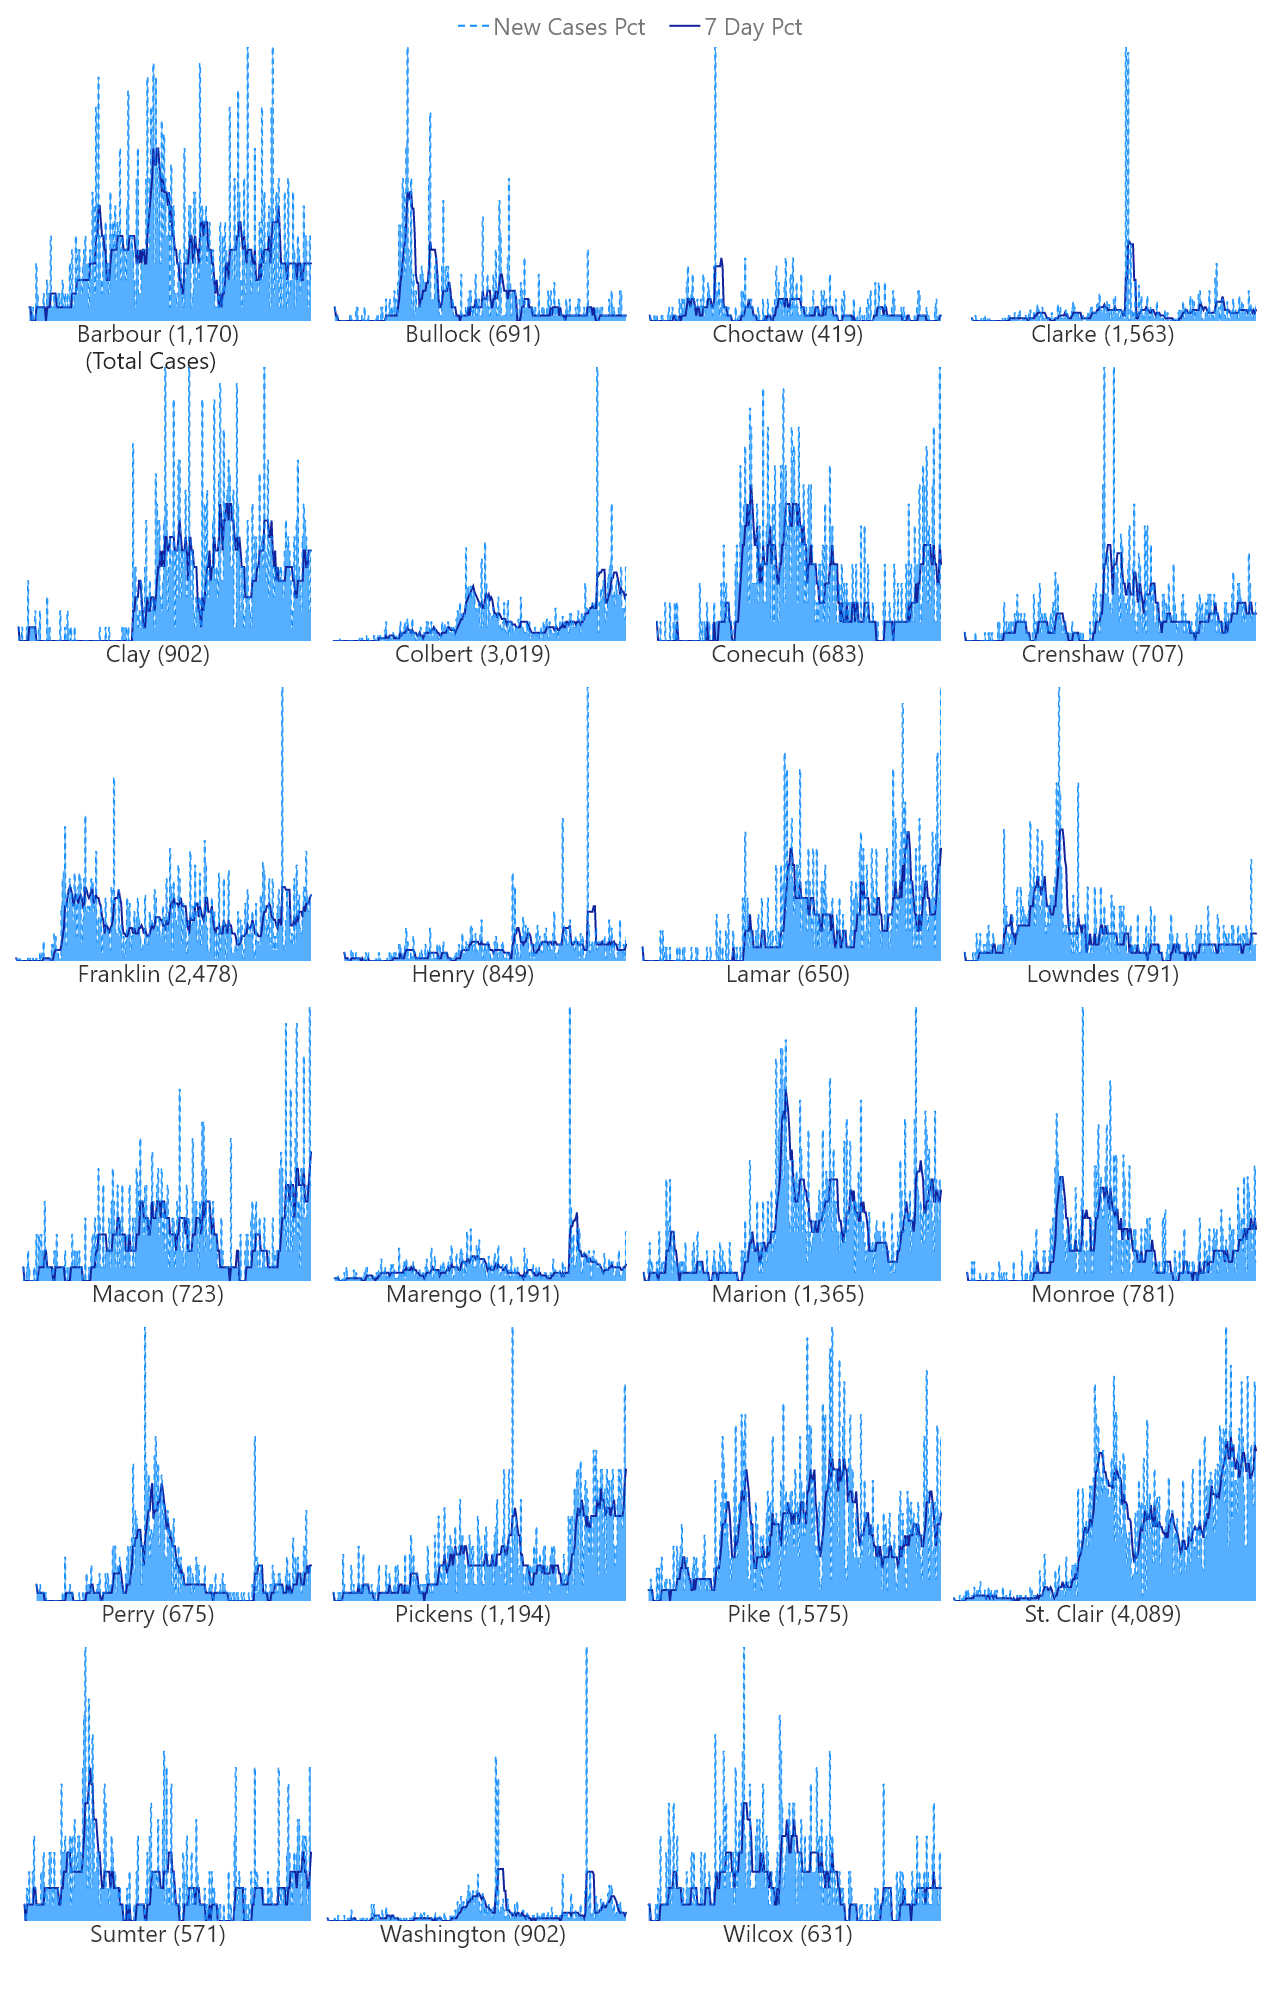 New Cases Pct 7 Day Pct
Barbour (1,170) Bullock (691) Choctaw (419) Clarke (1,563)
(Total Cases)
Clay (902) Colbert (3,019) Conecuh (683) Crenshaw (707)
Franklin (2,478) Henry (849) Lamar (650) Lowndes (791)
Macon (723) Marengo (1,191) Marion (1,365) Monroe (781)
Perry (675) Pickens (1,194) Pike (1,575) St. Clair (4,089)
Sumter (571) Washington (902) Wilcox (631)